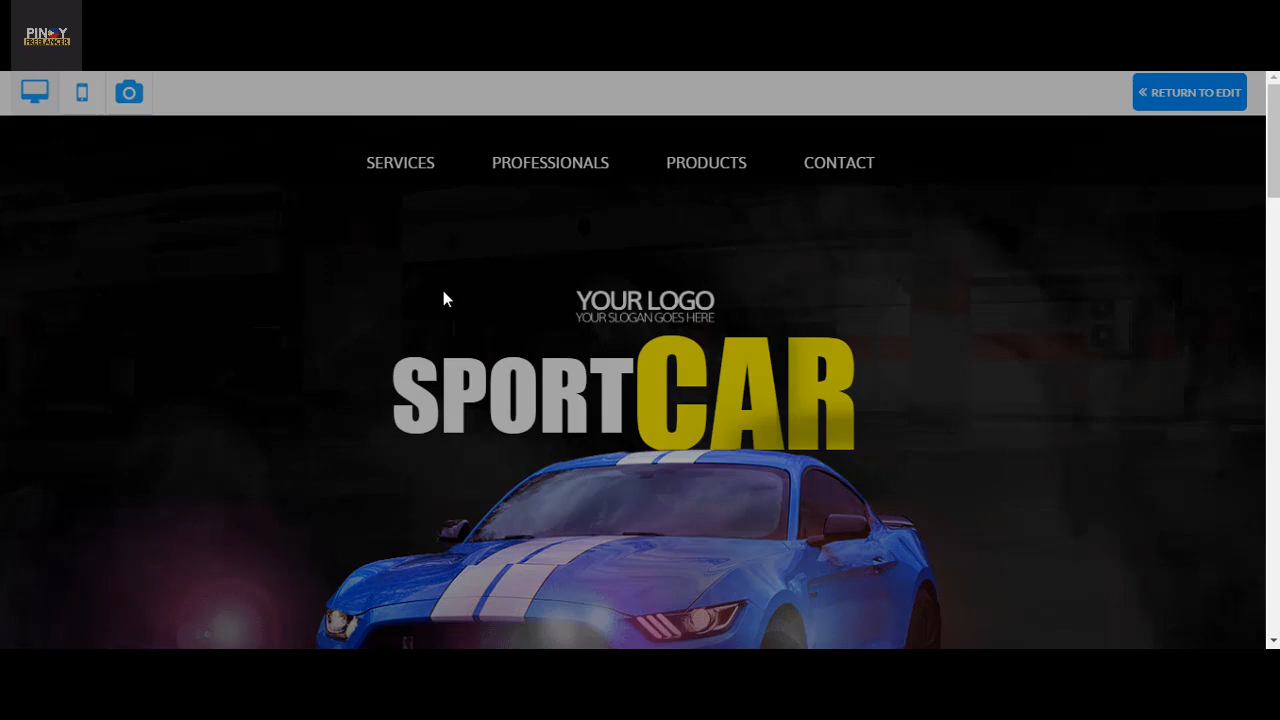 PINOY
FREELANCER
RETURN TO EDIT
SERVICES PROFESSIONALS PRODUCTS CONTACT
YOUR LOGO
YOUR SLOGAN GOES HERE
SPORTCAR